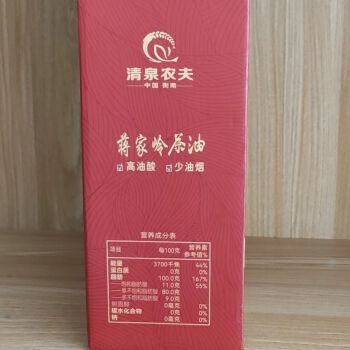 清泉农夫
中国 衡南
蒋家岭茶油
高油酸 少油烟
营养成分表
项目 每100克 营养素参考值%
能量 3700千焦 44%
蛋白质 0克 0%
脂肪 100.0克 167%
—饱和脂肪酸 11.0克 55%
—单不饱和脂肪酸 80.0克
—多不饱和脂肪酸 9.0克
胆固醇 0毫克 0%
碳水化合物 0克 0%
钠 0毫克 0%